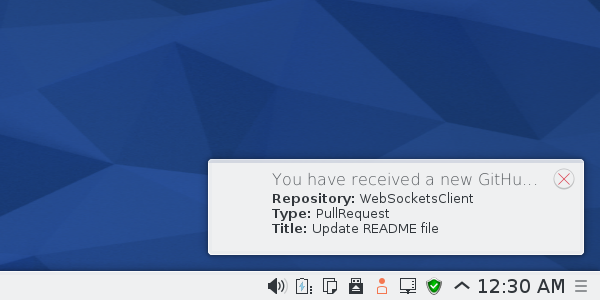 You have received a new GitHu...
Repository: WebSocketsClient
Type: PullRequest
Title: Update README file
12:30 AM